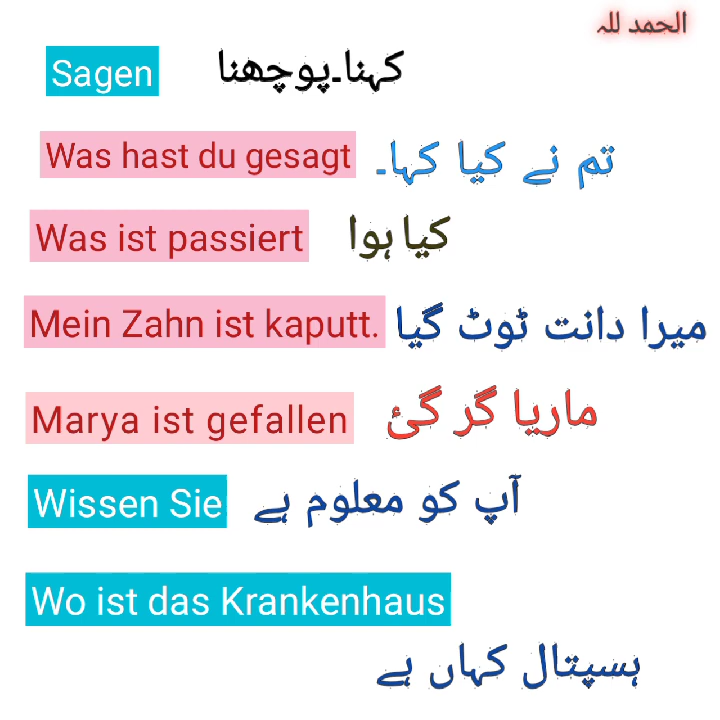 الحمد للہ
Sagen کہنا۔پوچھنا
Was hast du gesagt تم نے کیا کہا۔
Was ist passiert کیا ہوا
Mein Zahn ist kaputt. میرا دانت ٹوٹ گیا
Marya ist gefallen ماریا گر گئ
Wissen Sie آپ کو معلوم ہے
Wo ist das Krankenhaus
ہسپتال کہاں ہے